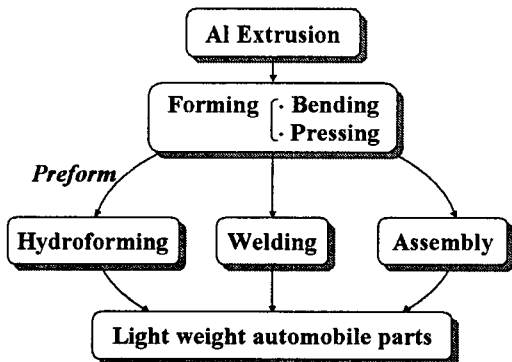 Al Extrusion
Forming · Bending
· Pressing
Preform
Hydroforming Welding Assembly
Light weight automobile parts